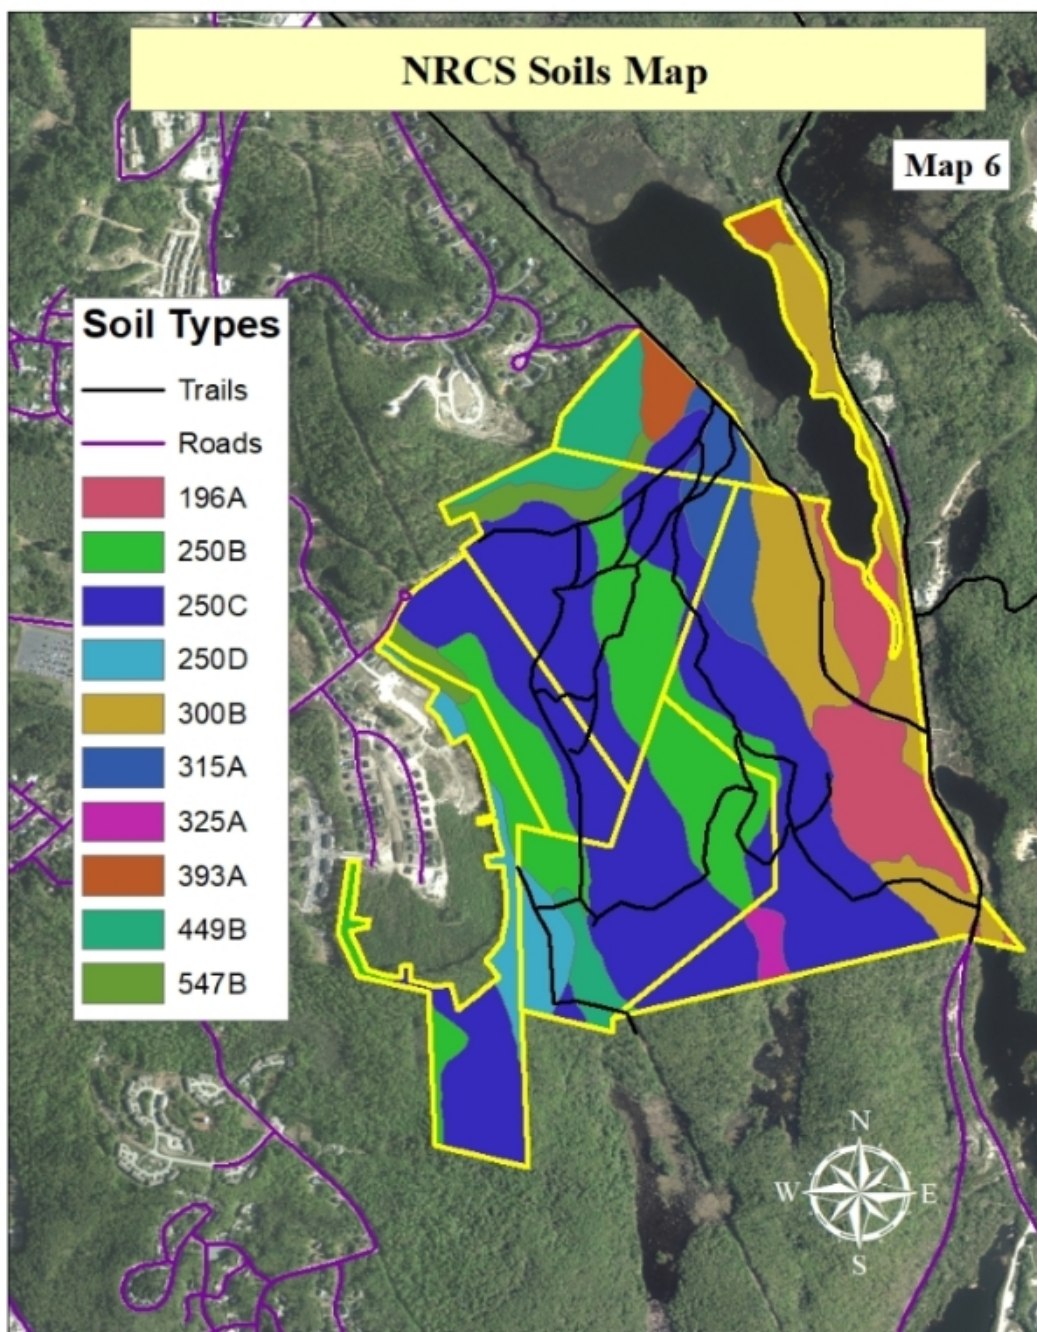 NRCS Soils Map
Map 6
Soil Types
Trails
Roads
196A
250B
250C
250D
300B
315A
325A
393A
449B
547B
N
W E
S